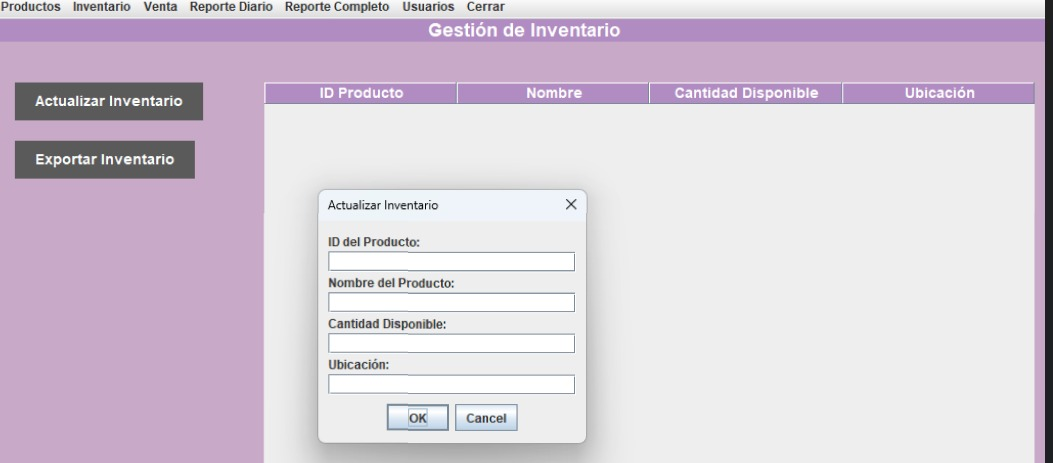 Productos Inventario Venta Reporte Diario Reporte Completo Usuarios Cerrar
Gestión de Inventario
Actualizar Inventario
Exportar Inventario
ID Producto Nombre Cantidad Disponible Ubicación
Actualizar Inventario
ID del Producto:
Nombre del Producto:
Cantidad Disponible:
Ubicación:
OK Cancel